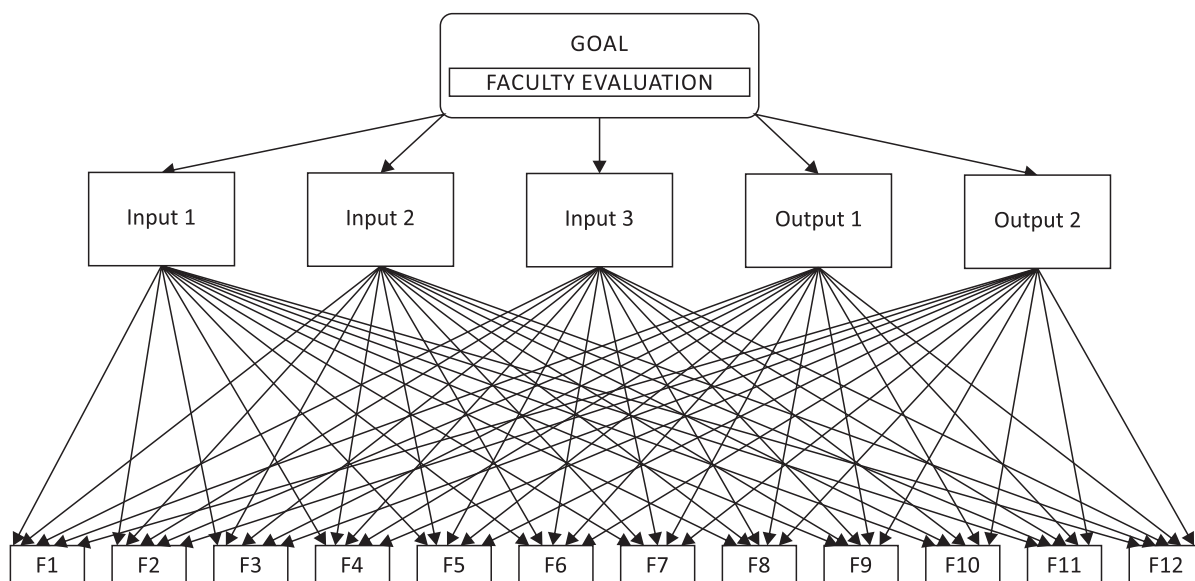 GOAL
FACULTY EVALUATION
Input 1
Input 2
Input 3
Output 1
Output 2
F1
F2
F3
F4
F5
F6
F7
F8
F9
F10
F11
F12